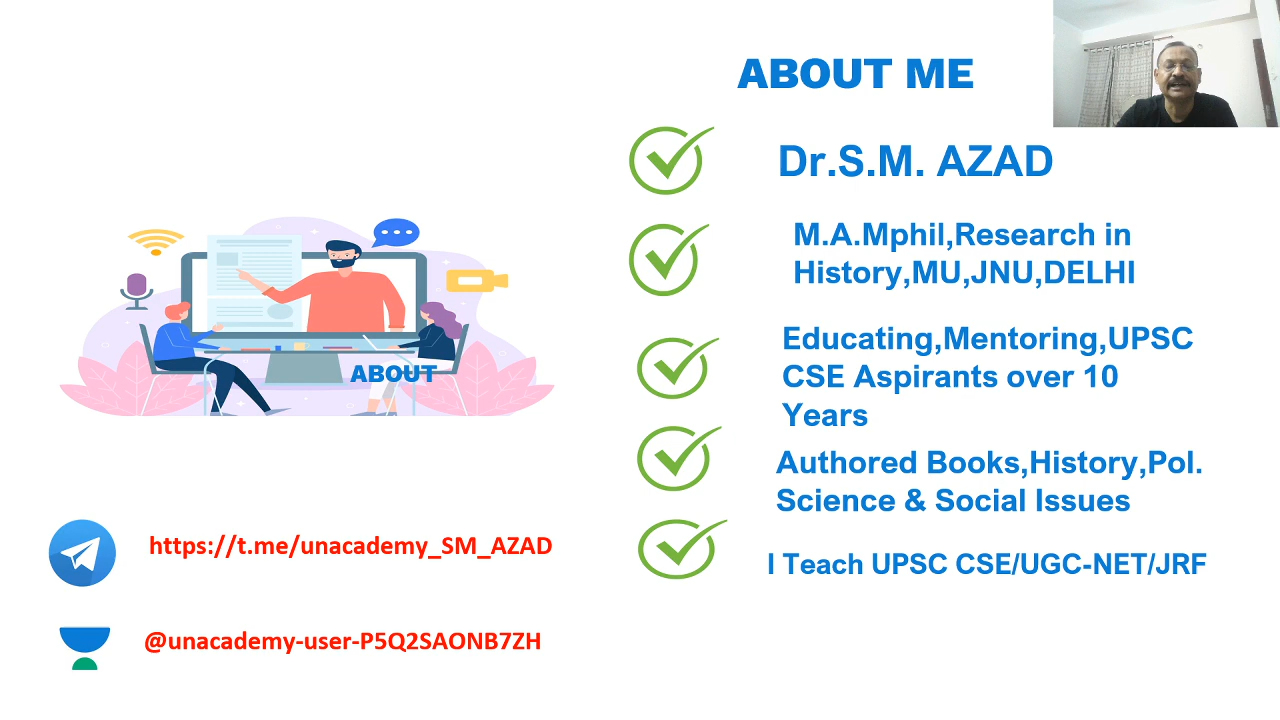 ABOUT ME
Dr.S.M. AZAD
M.A.Mphil,Research in
History,MU,JNU,DELHI
Educating,Mentoring,UPSC
CSE Aspirants over 10
Years
Authored Books,History,Pol.
Science & Social Issues
I Teach UPSC CSE/UGC-NET/JRF
ABOUT
https://t.me/unacademy_SM_AZAD
@unacademy-user-P5Q2SAONB7ZH